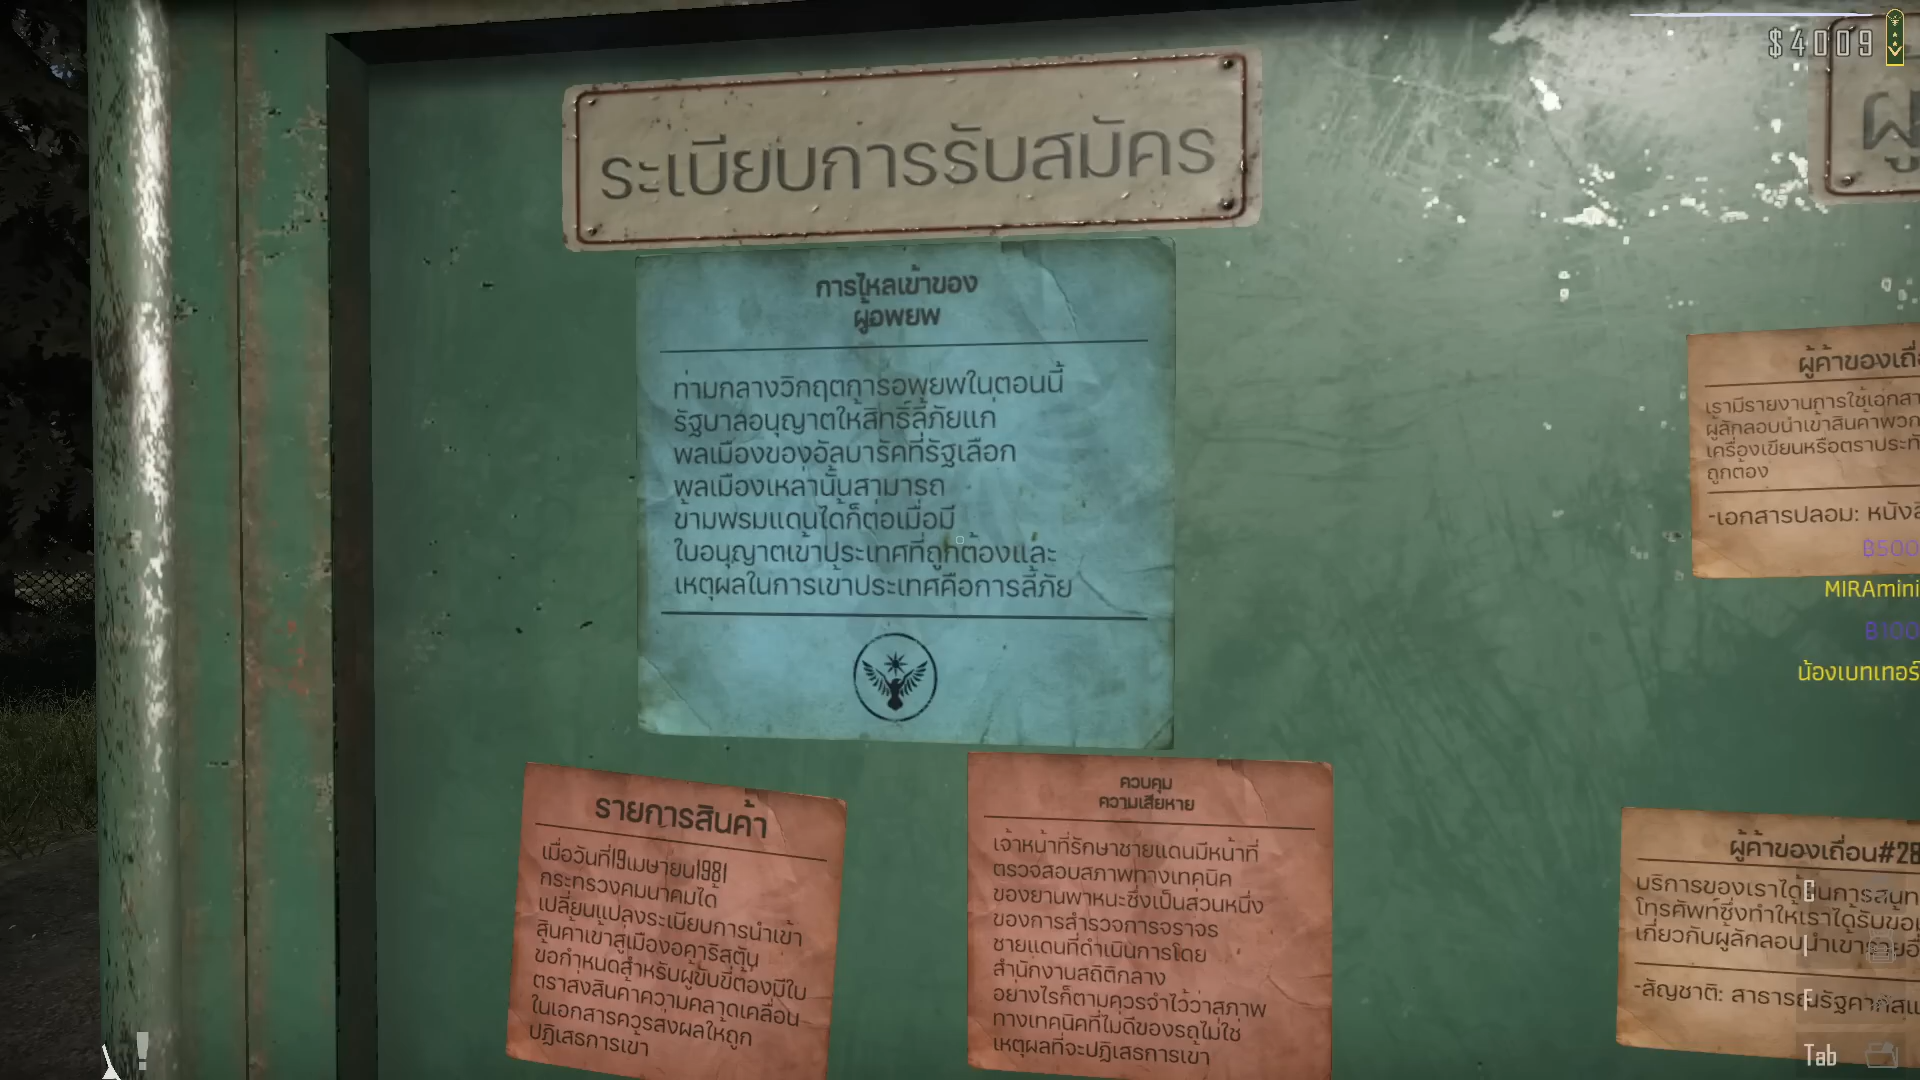 $4009
ระเบียบการรับสมัคร
การไหลเข้าของ
ผู้อพยพ
ท่ามกลางวิกฤตการอพยพในตอนนี้
รัฐบาลอนุญาตให้สิทธิ์ลี้ภัยแก่
พลเมืองของอัลบารัคที่รัฐเลือก
พลเมืองเหล่านั้นสามารถ
ข้ามพรมแดนได้ก็ต่อเมื่อมี
ใบอนุญาตเข้าประเทศที่ถูกต้องและ
เหตุผลในการเข้าประเทศคือการลี้ภัย
รายการสินค้า
เมื่อวันที่19เมษายน1981
กระทรวงคมนาคมได้
เปลี่ยนแปลงระเบียบการนำเข้า
สินค้าเข้าสู่เมืองอคาริสตัน
ข้อกำหนดสำหรับผู้ขับขี่ต้องมีใบ
ตราส่งสินค้าความคลาดเคลื่อน
ในเอกสารควรส่งผลให้ถูก
ปฏิเสธการเข้า
ควบคุม
ความเสียหาย
เจ้าหน้าที่รักษาชายแดนมีหน้าที่
ตรวจสอบสภาพทางเทคนิค
ของยานพาหนะซึ่งเป็นส่วนหนึ่ง
ของการสำรวจการจราจร
ชายแดนที่ดำเนินการโดย
สำนักงานสถิติกลาง
อย่างไรก็ตามควรจำไว้ว่าสภาพ
ทางเทคนิคที่ไม่ดีของรถไม่ใช่
เหตุผลที่จะปฏิเสธการเข้า
ผู้ค้าของเถื่อ
เรามีรายงานการใช้เอกสา
ผู้ลักลอบนำเข้าสินค้าพวก
เครื่องเขียนหรือตราประทั
ถูกต้อง
-เอกสารปลอม: หนังสื
฿500
MIRAmini
฿100
น้องเบทเทอร์
ผู้ค้าของเถื่อน#28
บริการของเราได้
โทรศัพท์ซึ่งทำให้เราได้รับข้อ
เกี่ยวกับผู้ลักลอบนำเข้า
-สัญชาติ: สาธารณรัฐ
F
Tab